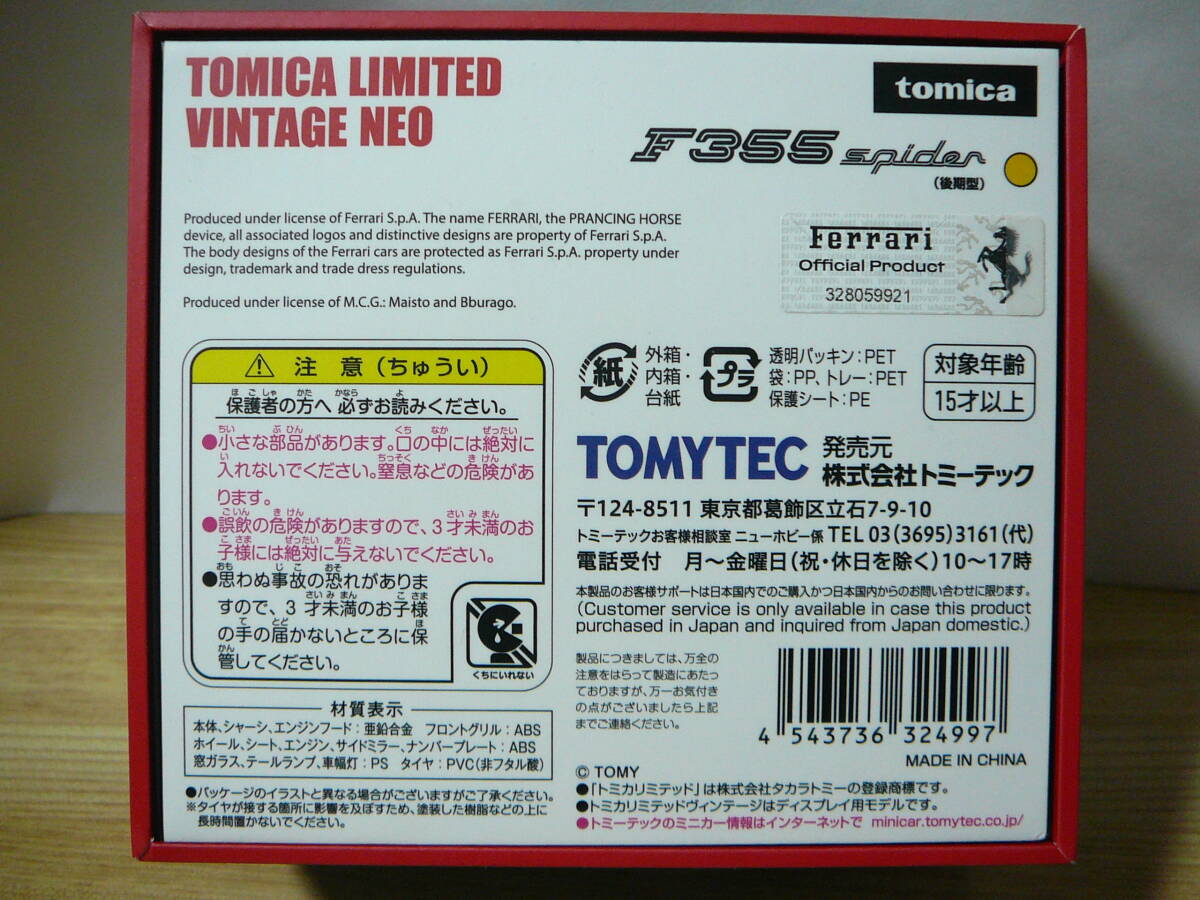 TOMICA LIMITED
VINTAGE NEO
tomica
F355 spider
(後期型)
Produced under license of Ferrari S.p.A. The name FERRARI, the PRANCING HORSE
device, all associated logos and distinctive designs are property of Ferrari S.p.A.
The body designs of the Ferrari cars are protected as Ferrari S.p.A. property under
design, trademark and trade dress regulations.
Produced under license of M.C.G.: Maisto and Bburago.
Ferrari
Official Product
328059921
注 意(ちゅうい)
保護者の方へ 必ずお読みください。
●小さな部品があります。口の中には絶対に
入れないでください。窒息などの危険があ
ります。
●誤飲の危険がありますので、3才未満のお
子様には絶対に与えないでください。
●思わぬ事故の恐れがありま
すので、3才未満のお子様
の手の届かないところに保
管してください。
くちにいれない
材質表示
本体、シャーシ、エンジンフード:亜鉛合金 フロントグリル:ABS
ホイール、シート、エンジン、サイドミラー、ナンバープレート:ABS
窓ガラス、テールランプ、車幅灯:PS タイヤ:PVC(非フタル酸)
●パッケージのイラストと異なる場合がございますがご了承ください。
※タイヤが接する箇所に影響を及ぼすため、塗装した樹脂などの上に
長時間置かないでください。
紙
外箱・
内箱・
台紙
プラ
透明パッキン:PET
袋:PP、トレー:PET
保護シート:PE
対象年齢
15才以上
TOMYTEC
発売元
株式会社トミーテック
〒124-8511 東京都葛飾区立石7-9-10
トミーテックお客様相談室 ニューホビー係 TEL 03(3695)3161(代)
電話受付 月〜金曜日(祝・休日を除く)10〜17時
本製品のお客様サポートは日本国内でのご購入かつ日本国内からのお問い合わせに限ります。
(Customer service is only available in case this product
purchased in Japan and inquired from Japan domestic.)
製品につきましては、万全の
注意をはらって製造にあたっ
ておりますが、万一お気付き
の点がございましたら上記
までご連絡ください。
4 543736 324997
MADE IN CHINA
© TOMY
●「トミカリミテッド」は株式会社タカラトミーの登録商標です。
●トミカリミテッドヴィンテージはディスプレイ用モデルです。
●トミーテックのミニカー情報はインターネットで minicar.tomytec.co.jp/